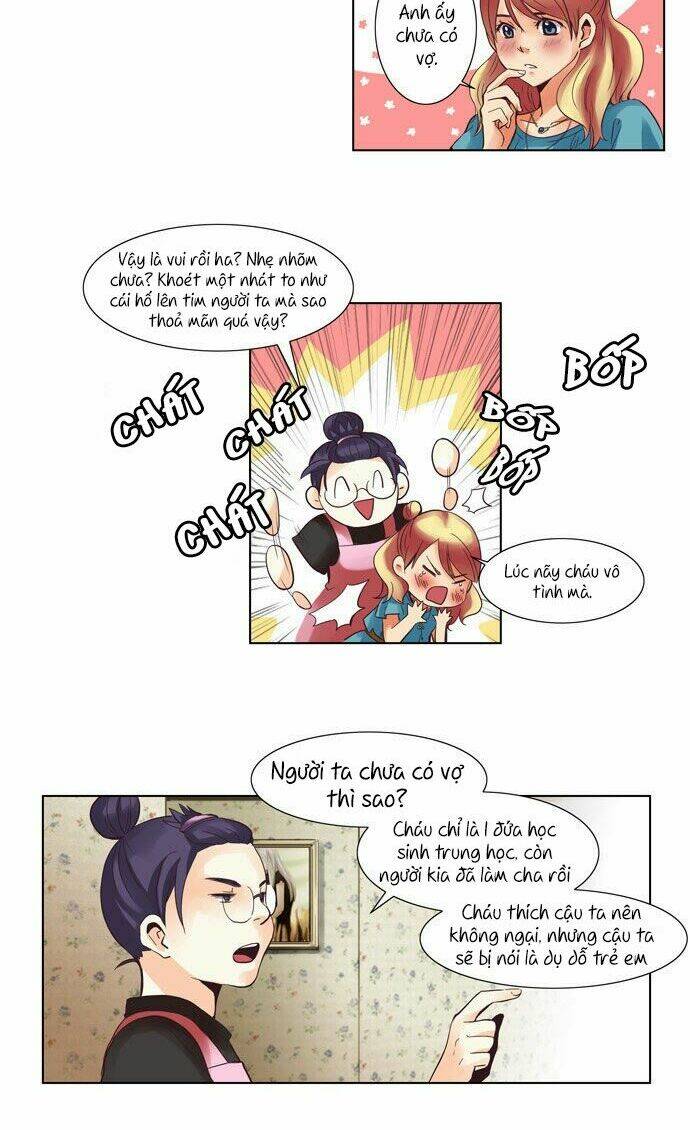 Anh ấy
chưa có
vợ.
Vậy là vui rồi ha? Nhẹ nhõm
chưa? Khoét một nhát to như
cái hố lên tim người ta mà sao
thoả mãn quá vậy?
CHÁT
CHÁT
CHÁT
BỐP
BỐP
BỐP
Lúc nãy cháu vô
tình mà.
Người ta chưa có vợ
thì sao?
Cháu chỉ là 1 đứa học
sinh trung học, còn
người kia đã làm cha rồi
Cháu thích cậu ta nên
không ngại, nhưng cậu ta
sẽ bị nói là dụ dỗ trẻ em